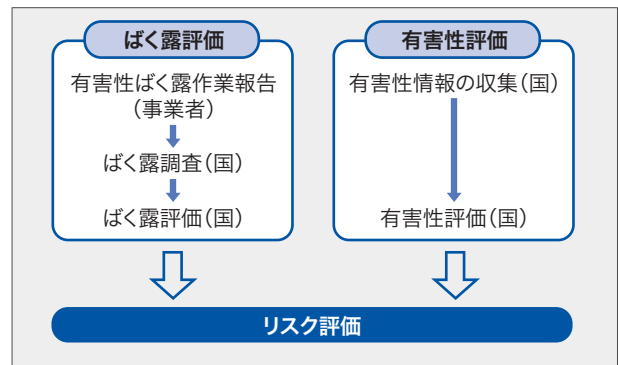 ばく露評価
有害性ばく露作業報告
（事業者）
ばく露調査（国）
ばく露評価（国）
有害性評価
有害性情報の収集（国）
有害性評価（国）
リスク評価